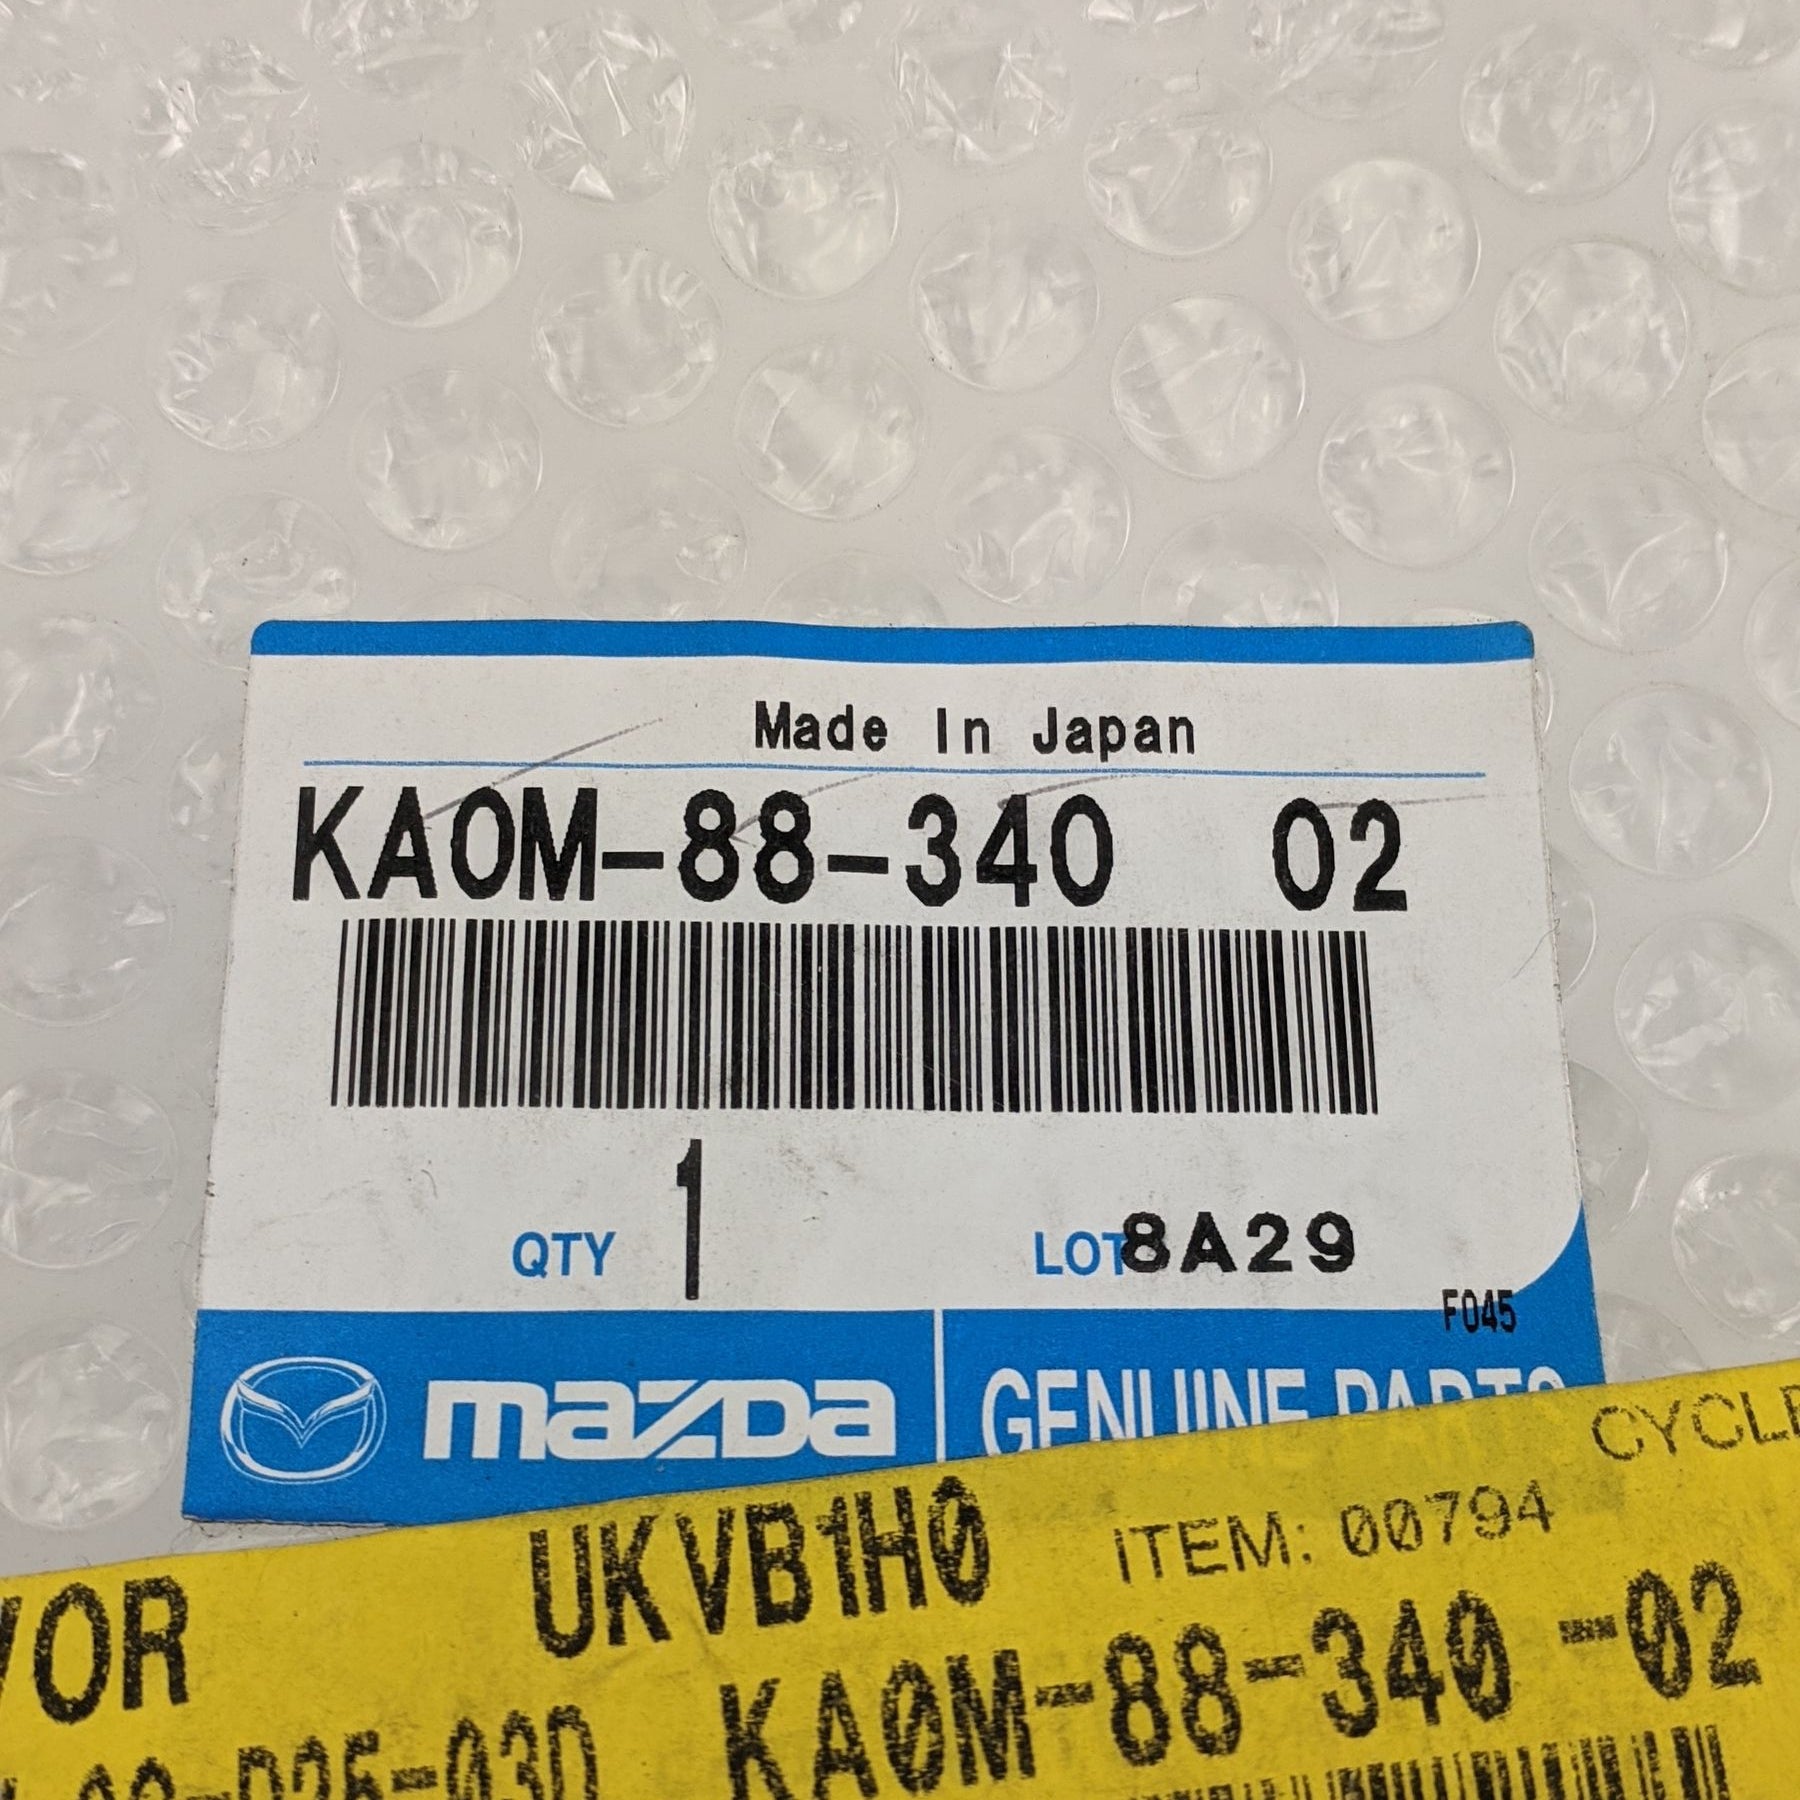 Made In Japan
KA0M-88-340 02
QTY 1 LOT 8A29
F045
mazda GENUINE PARTS
CYCLE
UKVB1H0 ITEM: 00794
VOR
KA0M-88-340 -02